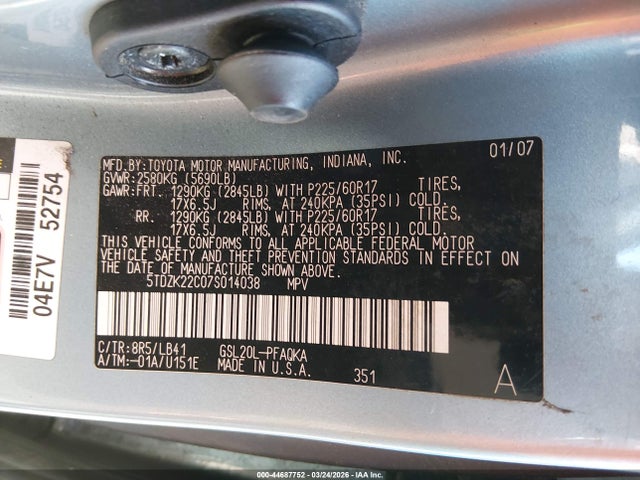 MFD. BY: TOYOTA MOTOR MANUFACTURING, INDIANA, INC. 01/07
GVWR: 2580KG (5690LB)
GAWR: FRT. 1290KG (2845LB) WITH P225/60R17 TIRES,
17X6.5J RIMS, AT 240KPA (35PSI) COLD.
RR. 1290KG (2845LB) WITH P225/60R17 TIRES,
17X6.5J RIMS, AT 240KPA (35PSI) COLD.
THIS VEHICLE CONFORMS TO ALL APPLICABLE FEDERAL MOTOR
VEHICLE SAFETY AND THEFT PREVENTION STANDARDS IN EFFECT ON
THE DATE OF MANUFACTURE SHOWN ABOVE.
5TDZK22C07S014038 MPV
C/TR: 8R5/LB41 GSL20L-PFAQKA
A/TM: -01A/U151E MADE IN U.S.A. 351 A
04E7V 52754
000-44687752 - 03/24/2026 - IAA Inc.